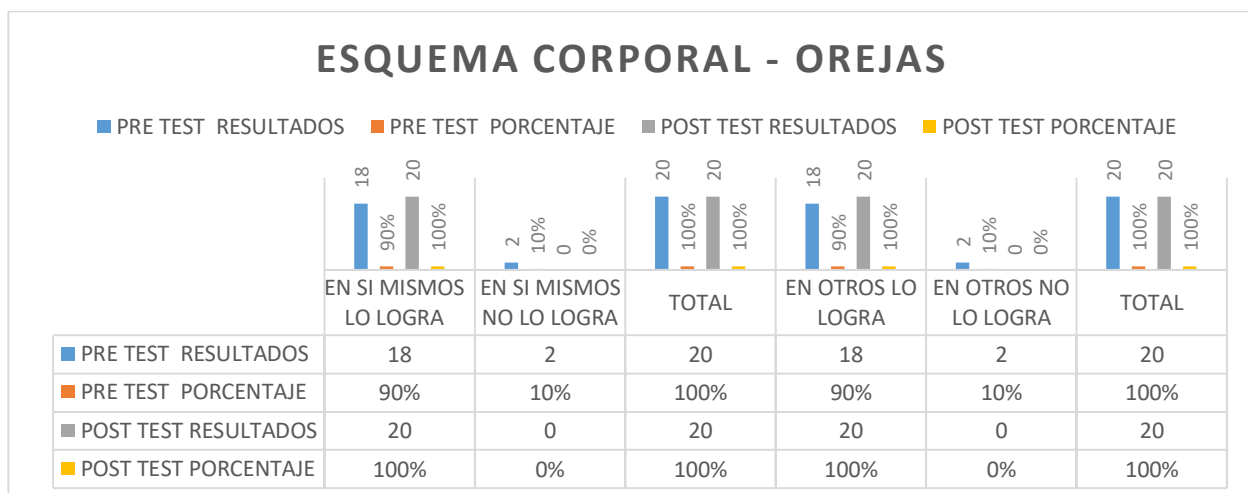 ESQUEMA CORPORAL - OREJAS
PRE TEST  RESULTADOS PRE TEST  PORCENTAJE POST TEST RESULTADOS POST TEST PORCENTAJE
18 90% 20 100% 2 10% 0 0% 20 100% 20 100% 18 90% 20 100% 2 10% 0 0% 20 100% 20 100%
EN SI MISMOS EN SI MISMOS TOTAL EN OTROS LO EN OTROS NO TOTAL
LO LOGRA NO LO LOGRA LOGRA LO LOGRA
PRE TEST  RESULTADOS 18 2 20 18 2 20
PRE TEST  PORCENTAJE 90% 10% 100% 90% 10% 100%
POST TEST RESULTADOS 20 0 20 20 0 20
POST TEST PORCENTAJE 100% 0% 100% 100% 0% 100%